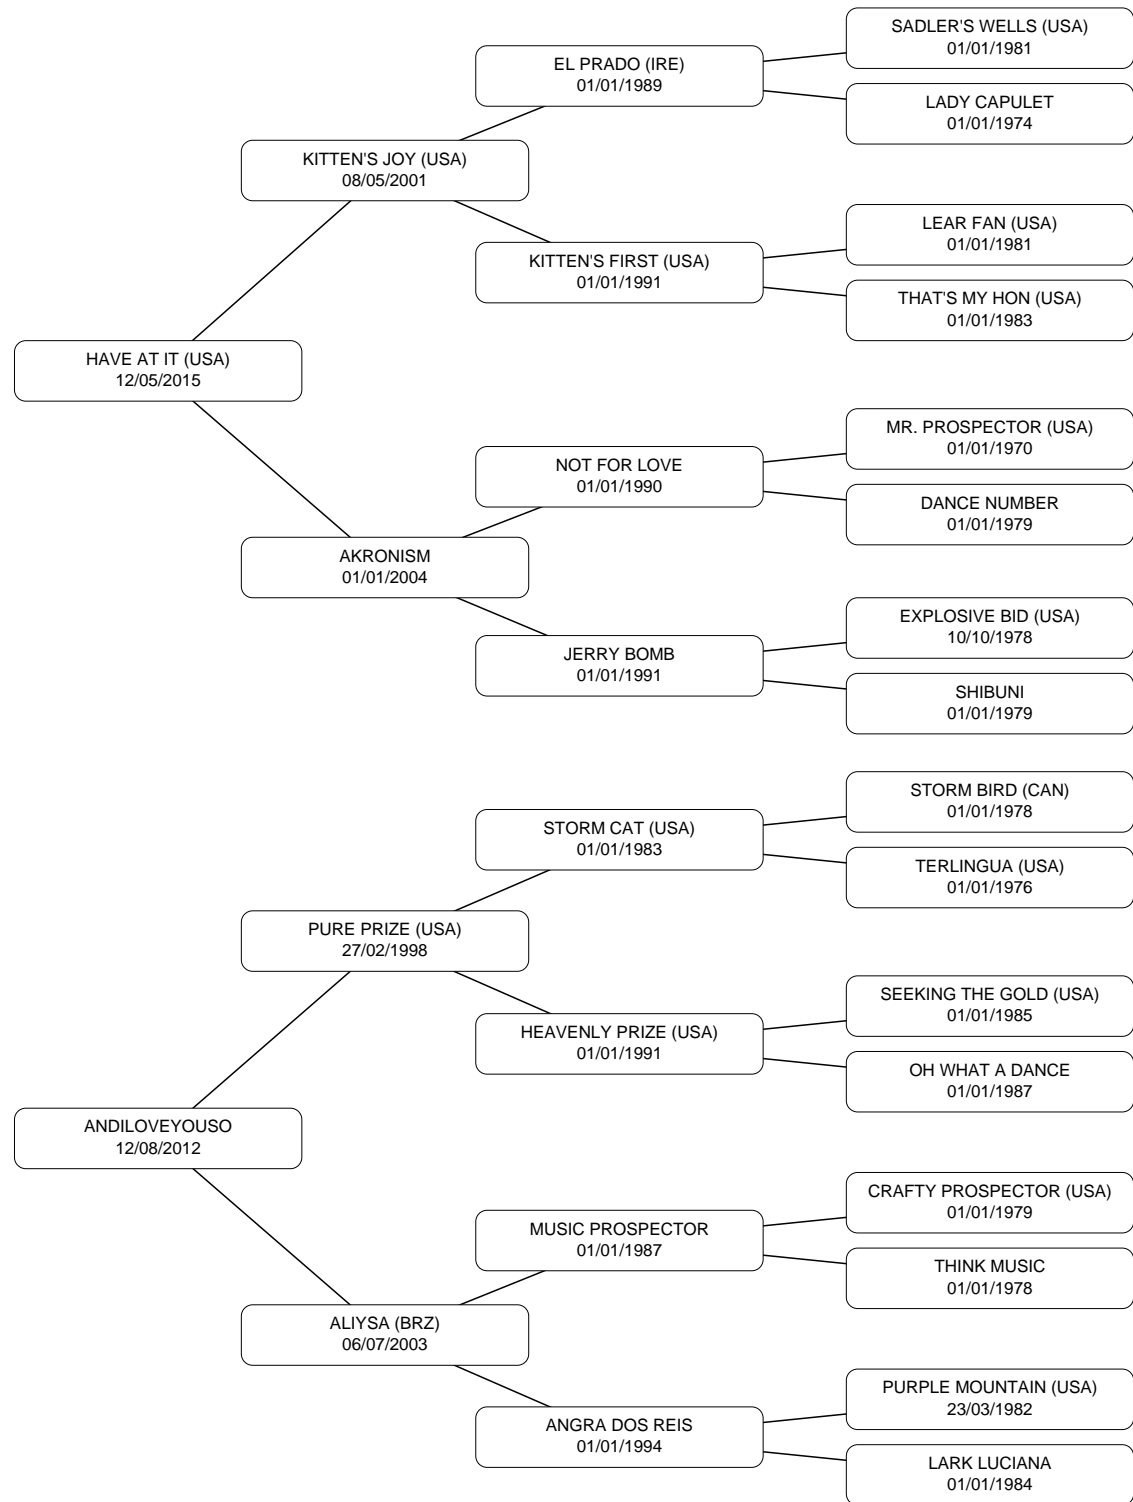 SADLER'S WELLS (USA)
01/01/1981
EL PRADO (IRE)
01/01/1989
LADY CAPULET
01/01/1974
KITTEN'S JOY (USA)
08/05/2001
LEAR FAN (USA)
01/01/1981
KITTEN'S FIRST (USA)
01/01/1991
THAT'S MY HON (USA)
01/01/1983
HAVE AT IT (USA)
12/05/2015
MR. PROSPECTOR (USA)
01/01/1970
NOT FOR LOVE
01/01/1990
DANCE NUMBER
01/01/1979
AKRONISM
01/01/2004
EXPLOSIVE BID (USA)
10/10/1978
JERRY BOMB
01/01/1991
SHIBUNI
01/01/1979
STORM BIRD (CAN)
01/01/1978
STORM CAT (USA)
01/01/1983
TERLINGUA (USA)
01/01/1976
PURE PRIZE (USA)
27/02/1998
SEEKING THE GOLD (USA)
01/01/1985
HEAVENLY PRIZE (USA)
01/01/1991
OH WHAT A DANCE
01/01/1987
ANDILOVEYOUSO
12/08/2012
CRAFTY PROSPECTOR (USA)
01/01/1979
MUSIC PROSPECTOR
01/01/1987
THINK MUSIC
01/01/1978
ALIYSA (BRZ)
06/07/2003
PURPLE MOUNTAIN (USA)
23/03/1982
ANGRA DOS REIS
01/01/1994
LARK LUCIANA
01/01/1984